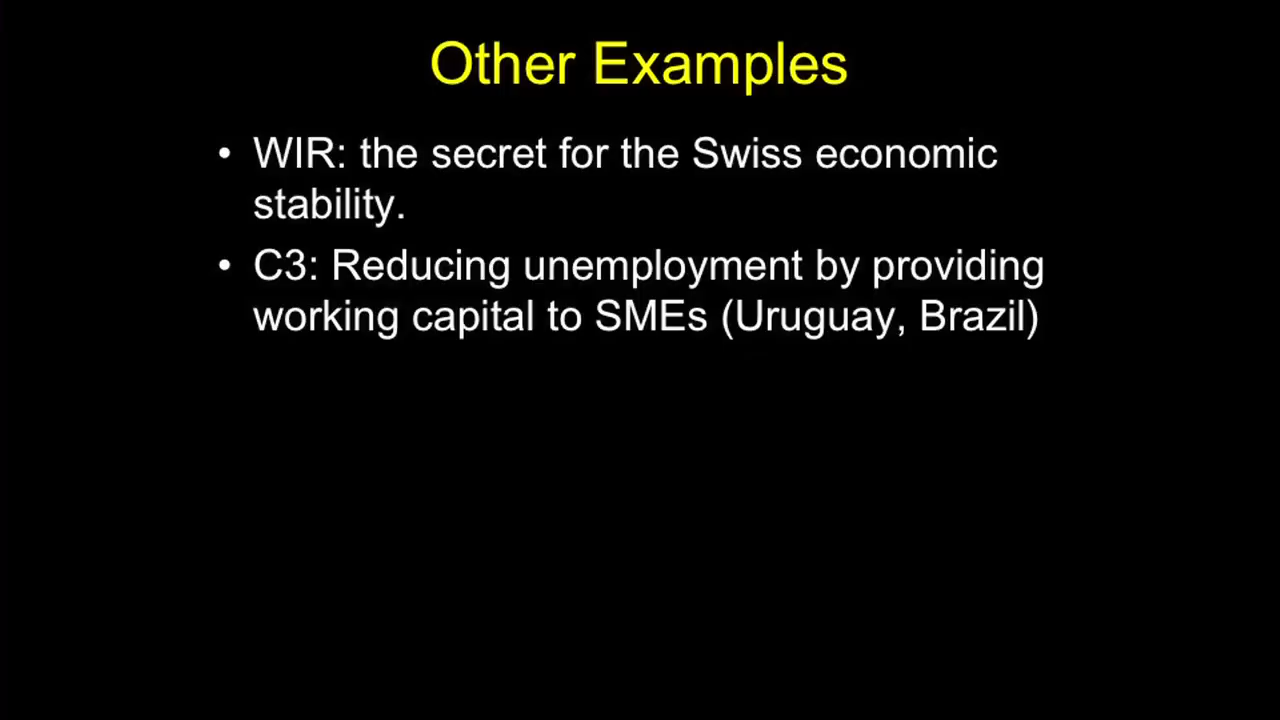 Other Examples
• WIR: the secret for the Swiss economic
stability.
• C3: Reducing unemployment by providing
working capital to SMEs (Uruguay, Brazil)